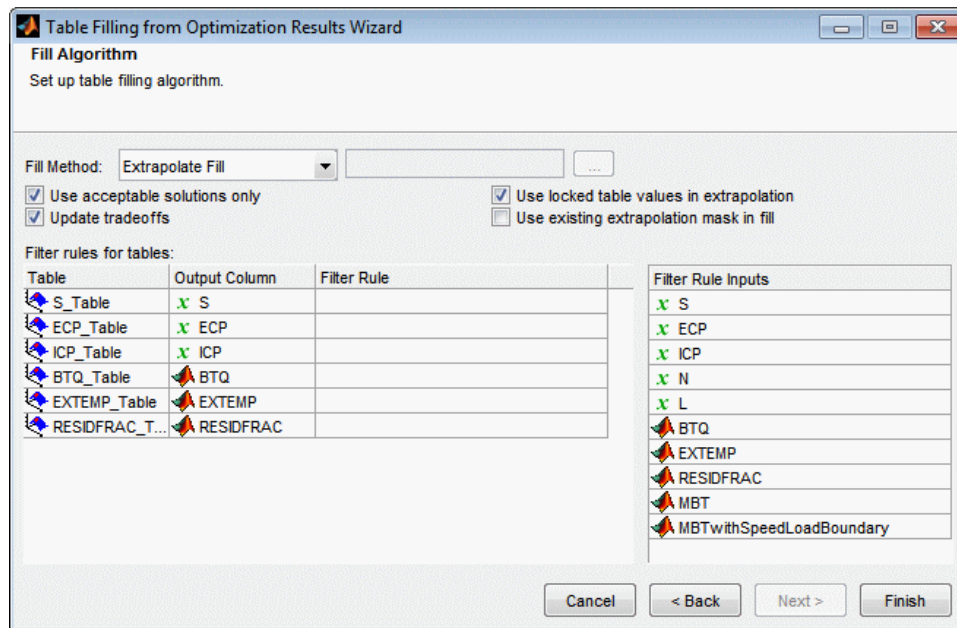 Table Filling from Optimization Results Wizard
Fill Algorithm
Set up table filling algorithm.
Fill Method: Extrapolate Fill ...
Use acceptable solutions only Use locked table values in extrapolation
Update tradeoffs Use existing extrapolation mask in fill
Filter rules for tables:
Table Output Column Filter Rule Filter Rule Inputs
S_Table x S x S
ECP_Table x ECP x ECP
ICP_Table x ICP x ICP
BTQ_Table BTQ x N
EXTEMP_Table EXTEMP x L
RESIDFRAC_T... RESIDFRAC BTQ
EXTEMP
RESIDFRAC
MBT
MBTwithSpeedLoadBoundary
Cancel < Back Next > Finish